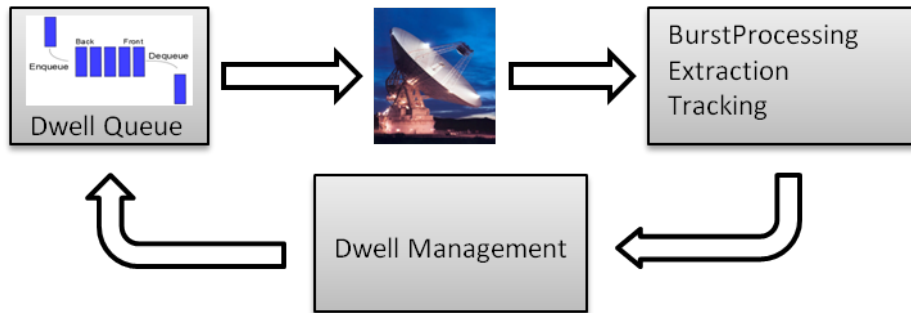 Back Front
Enqueue
Dequeue
Dwell Queue
BurstProcessing
Extraction
Tracking
Dwell Management